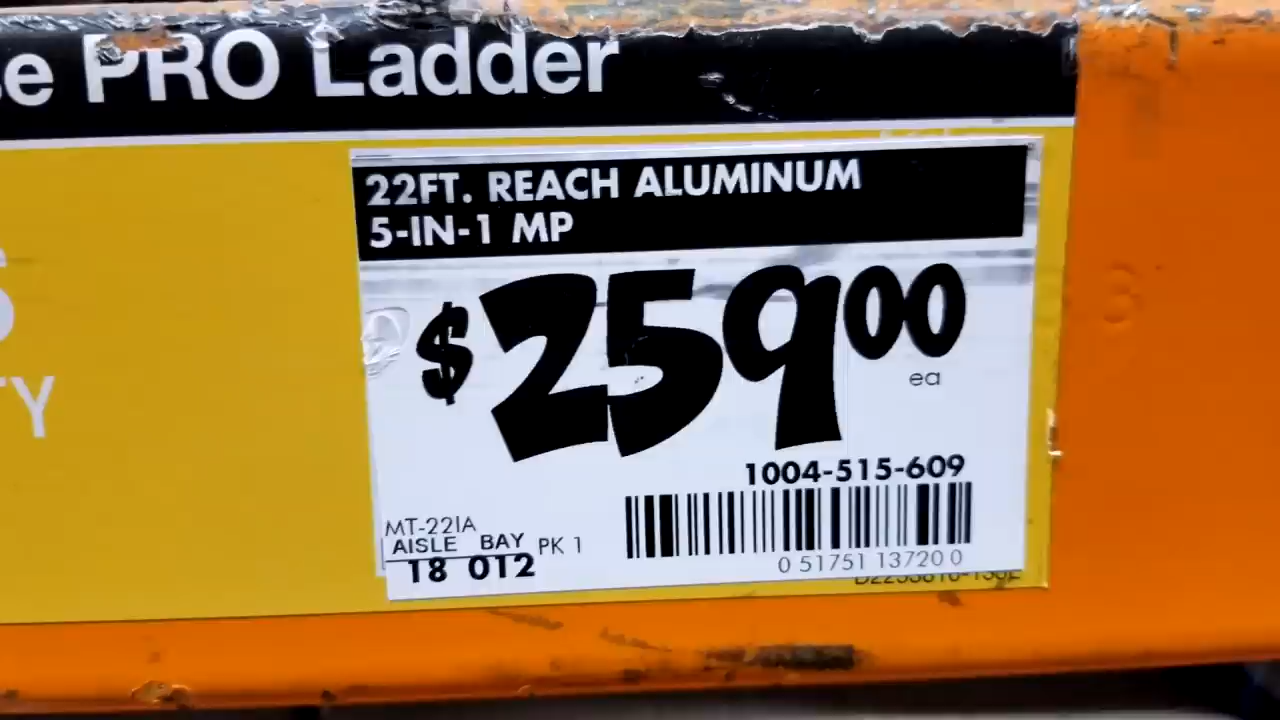 PRO Ladder
22FT. REACH ALUMINUM
5-IN-1 MP
$259.00
ea
1004-515-609
MT-22IA
AISLE BAY PK 1
18 012
0 51751 13720 0
S
TY